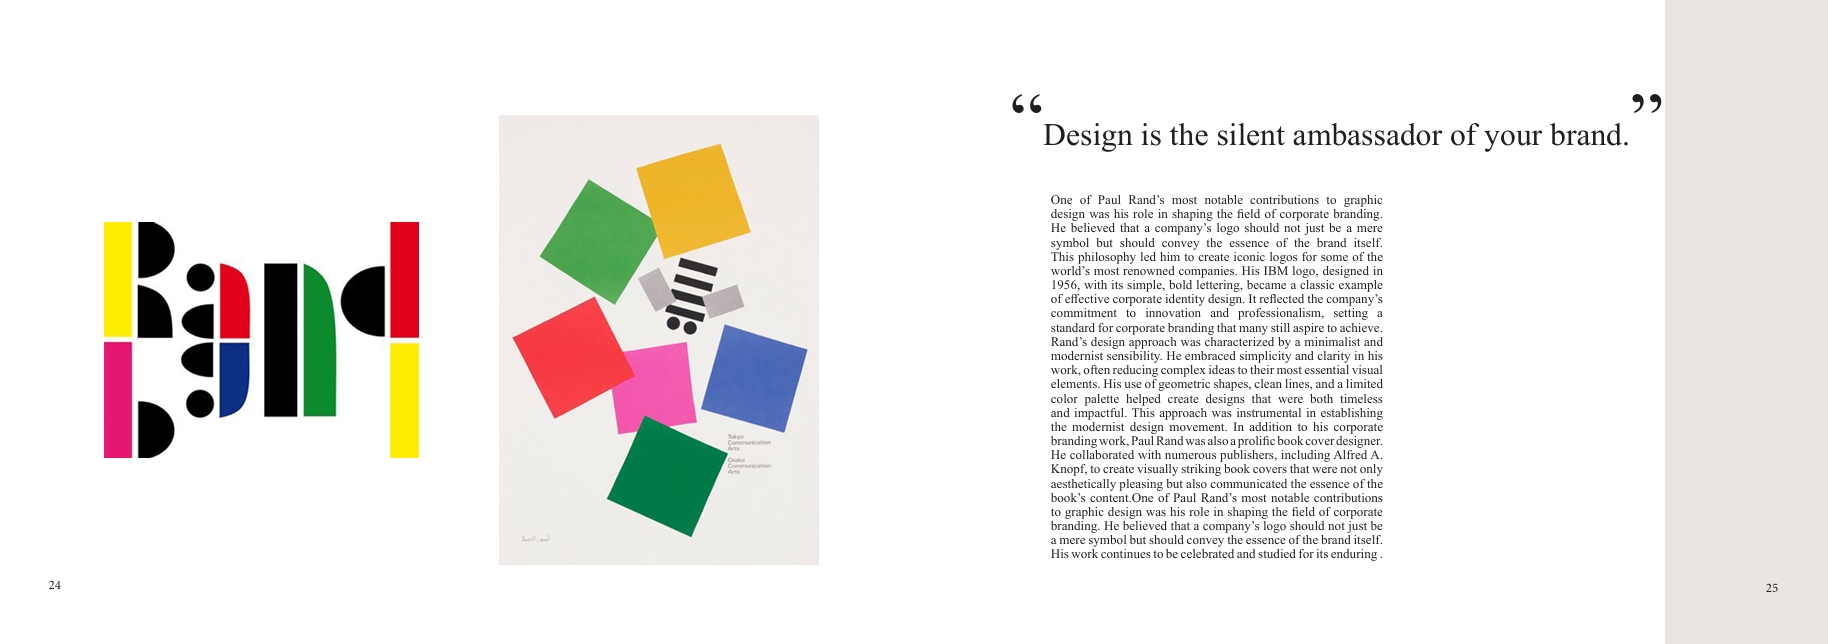 Rand
Tokyo
Communication
Arts
Osaka
Communication
Arts
24
“Design is the silent ambassador of your brand.”
One of Paul Rand’s most notable contributions to graphic
design was his role in shaping the field of corporate branding.
He believed that a company’s logo should not just be a mere
symbol but should convey the essence of the brand itself.
This philosophy led him to create iconic logos for some of the
world’s most renowned companies. His IBM logo, designed in
1956, with its simple, bold lettering, became a classic example
of effective corporate identity design. It reflected the company’s
commitment to innovation and professionalism, setting a
standard for corporate branding that many still aspire to achieve.
Rand’s design approach was characterized by a minimalist and
modernist sensibility. He embraced simplicity and clarity in his
work, often reducing complex ideas to their most essential visual
elements. His use of geometric shapes, clean lines, and a limited
color palette helped create designs that were both timeless
and impactful. This approach was instrumental in establishing
the modernist design movement. In addition to his corporate
branding work, Paul Rand was also a prolific book cover designer.
He collaborated with numerous publishers, including Alfred A.
Knopf, to create visually striking book covers that were not only
aesthetically pleasing but also communicated the essence of the
book’s content.One of Paul Rand’s most notable contributions
to graphic design was his role in shaping the field of corporate
branding. He believed that a company’s logo should not just be
a mere symbol but should convey the essence of the brand itself.
His work continues to be celebrated and studied for its enduring .
25